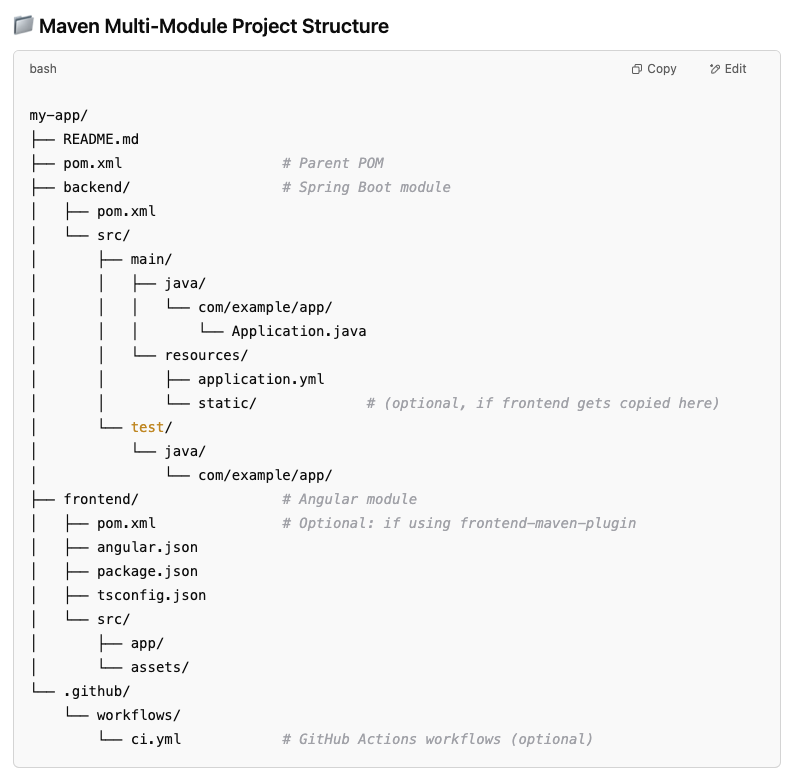 📁 Maven Multi-Module Project Structure
bash Copy Edit
my-app/
├── README.md
├── pom.xml                   # Parent POM
├── backend/                  # Spring Boot module
│   ├── pom.xml
│   └── src/
│       ├── main/
│       │   ├── java/
│       │   │   └── com/example/app/
│       │   │       └── Application.java
│       │   └── resources/
│       │       ├── application.yml
│       │       └── static/             # (optional, if frontend gets copied here)
│       └── test/
│           └── java/
│               └── com/example/app/
├── frontend/                 # Angular module
│   ├── pom.xml               # Optional: if using frontend-maven-plugin
│   ├── angular.json
│   ├── package.json
│   ├── tsconfig.json
│   └── src/
│       ├── app/
│       └── assets/
└── .github/
    └── workflows/
        └── ci.yml            # GitHub Actions workflows (optional)